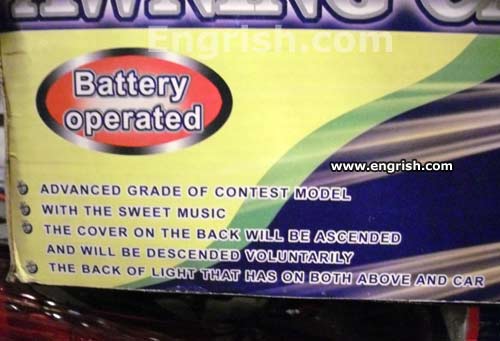 AWNING CA
Engrish.com
Battery
operated
www.engrish.com
ADVANCED GRADE OF CONTEST MODEL
WITH THE SWEET MUSIC
THE COVER ON THE BACK WILL BE ASCENDED
AND WILL BE DESCENDED VOLUNTARILY
THE BACK OF LIGHT THAT HAS ON BOTH ABOVE AND CAR